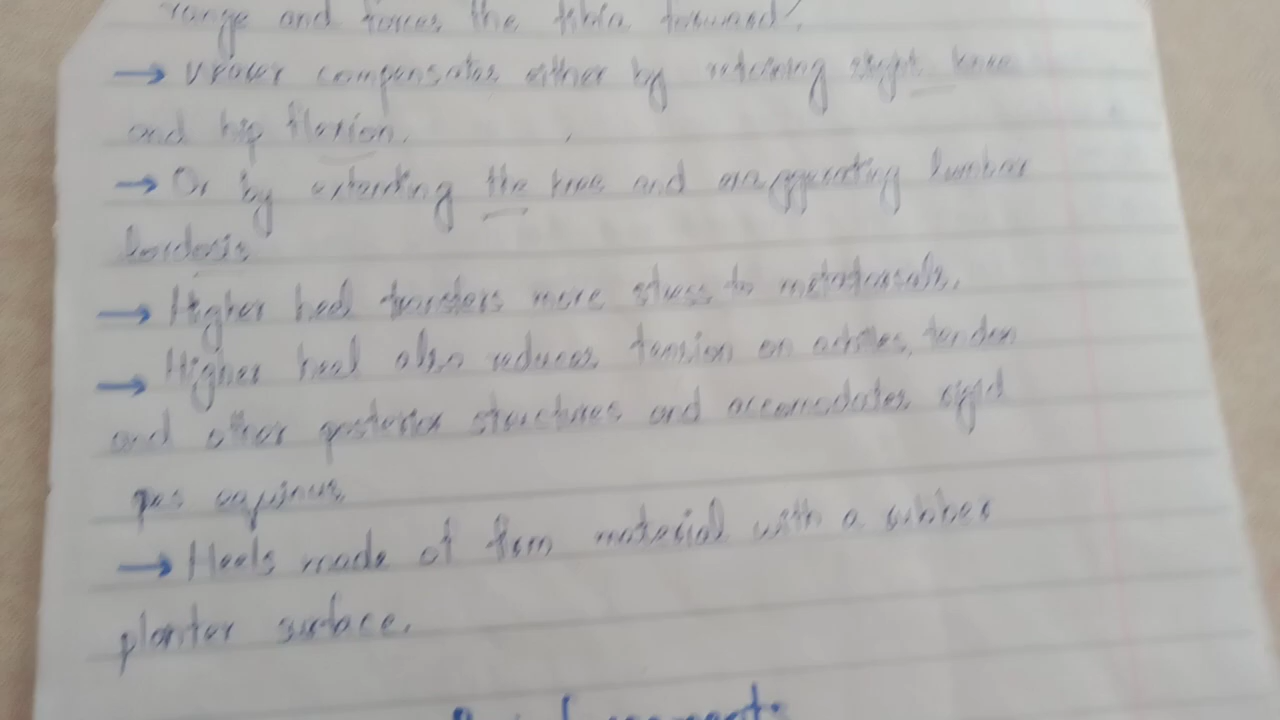 range and forces the tibia forward.
→ Wearer compensates either by retaining slight knee
and hip flexion.
→ Or by extending the knee and exaggerating lumbar
lordosis
→ Higher heel transfers more stress to metatarsals.
→ Higher heel also reduces tension on achilles tendon
and other posterior structures and accomodates rigid
pes equinus
→ Heels made of firm material with a rubber
planter surface.